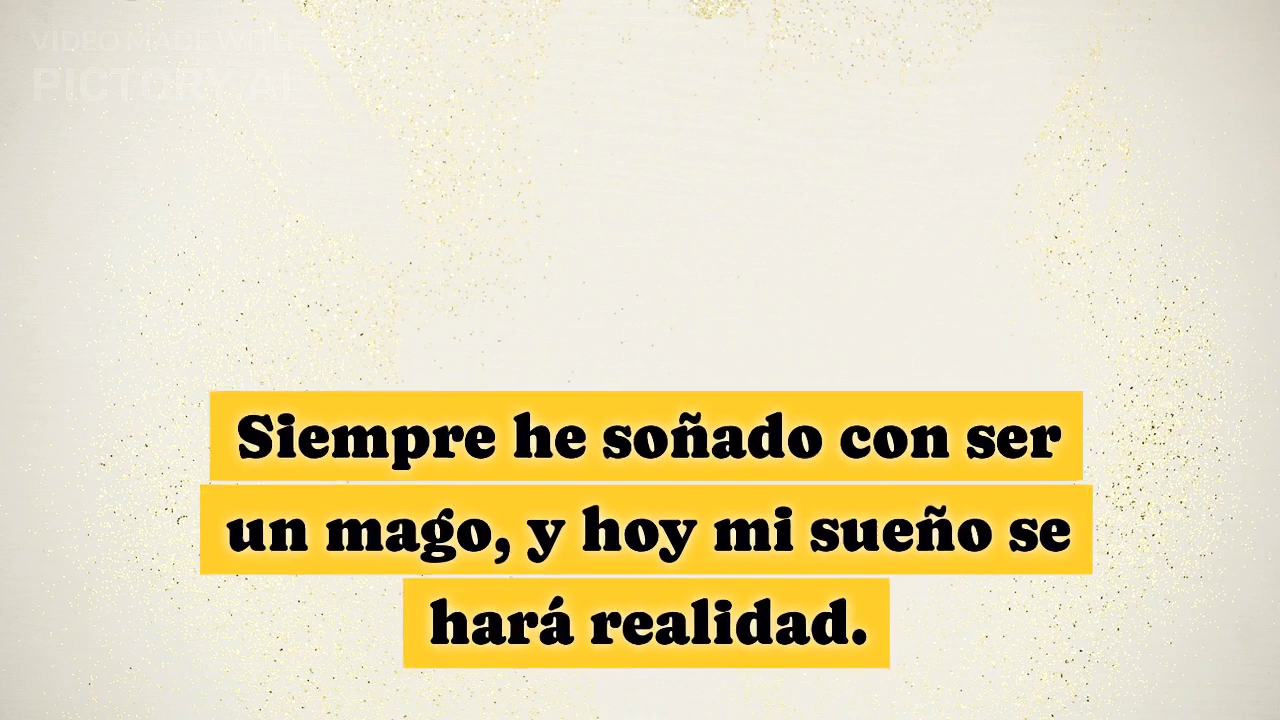 VIDEO MADE WITH
PICTORY AI
Siempre he soñado con ser
un mago, y hoy mi sueño se
hará realidad.